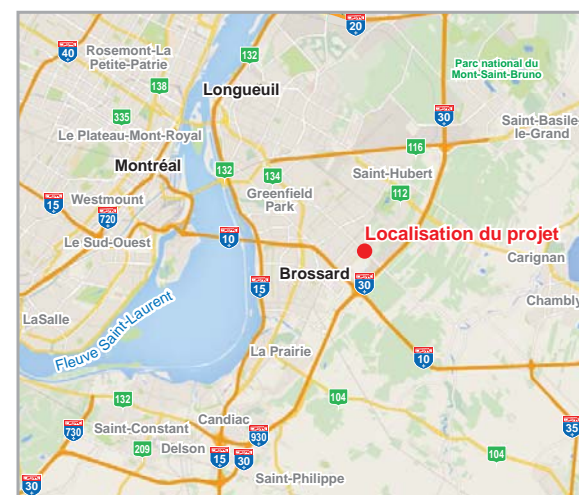 20
40
Rosemont-La
Petite-Patrie
132
Parc national du
Mont-Saint-Bruno
138
Longueuil
335
30
Saint-Basile-
le-Grand
Le Plateau-Mont-Royal
116
Montréal
132
134
Saint-Hubert
Greenfield
Park
112
Westmount
15
720
Le Sud-Ouest
10
Localisation du projet
Carignan
Brossard
30
15
Chambly
LaSalle
Fleuve Saint-Laurent
La Prairie
10
132
104
730
Saint-Constant
Candiac
930
35
209
Delson
15
30
104
Saint-Philippe
30